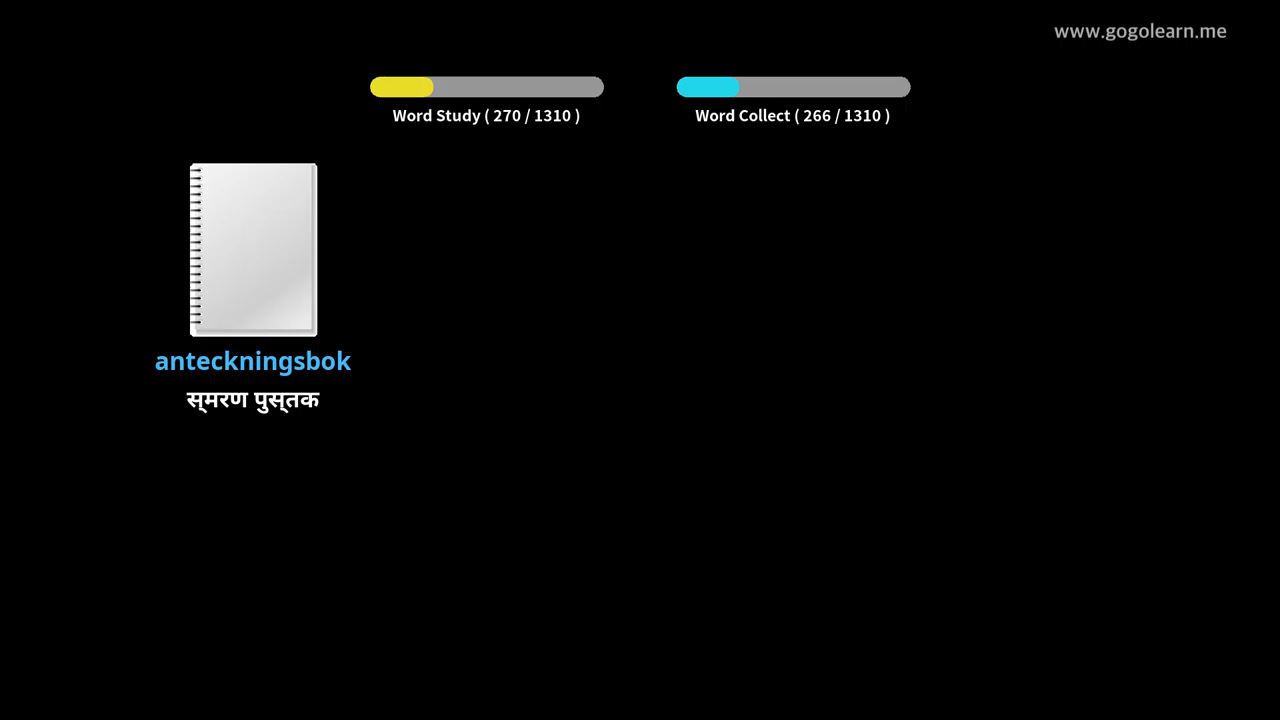 www.gogolearn.me
Word Study ( 270 / 1310 )
Word Collect ( 266 / 1310 )
anteckningsbok
स्मरण पुस्तक